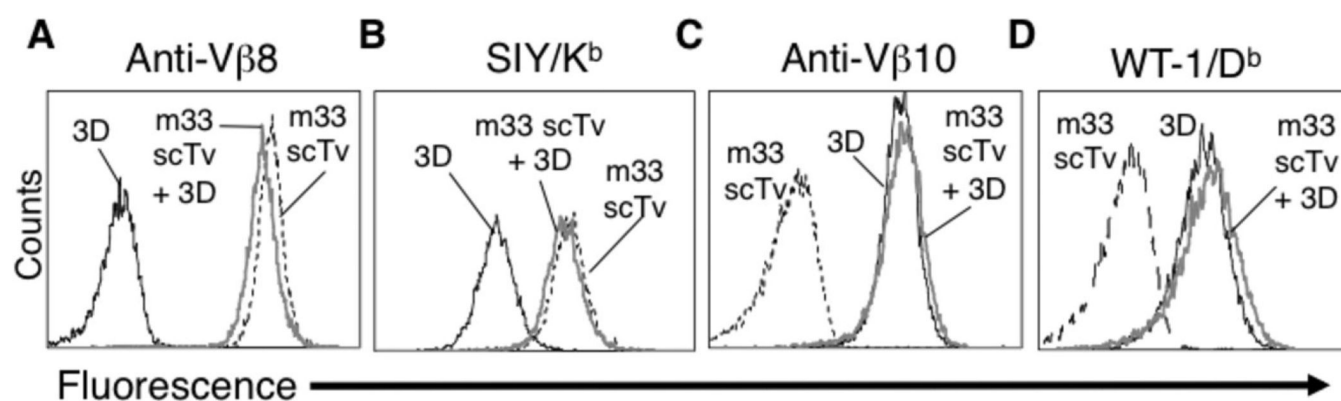 A
Anti-Vβ8
3D
m33
scTv
+ 3D
m33
scTv
B
SIY/Kᵇ
3D
m33 scTv
+ 3D
m33
scTv
C
Anti-Vβ10
m33
scTv
3D
m33
scTv
+ 3D
D
WT-1/Dᵇ
m33
scTv
3D
m33
scTv
+ 3D
Counts
Fluorescence